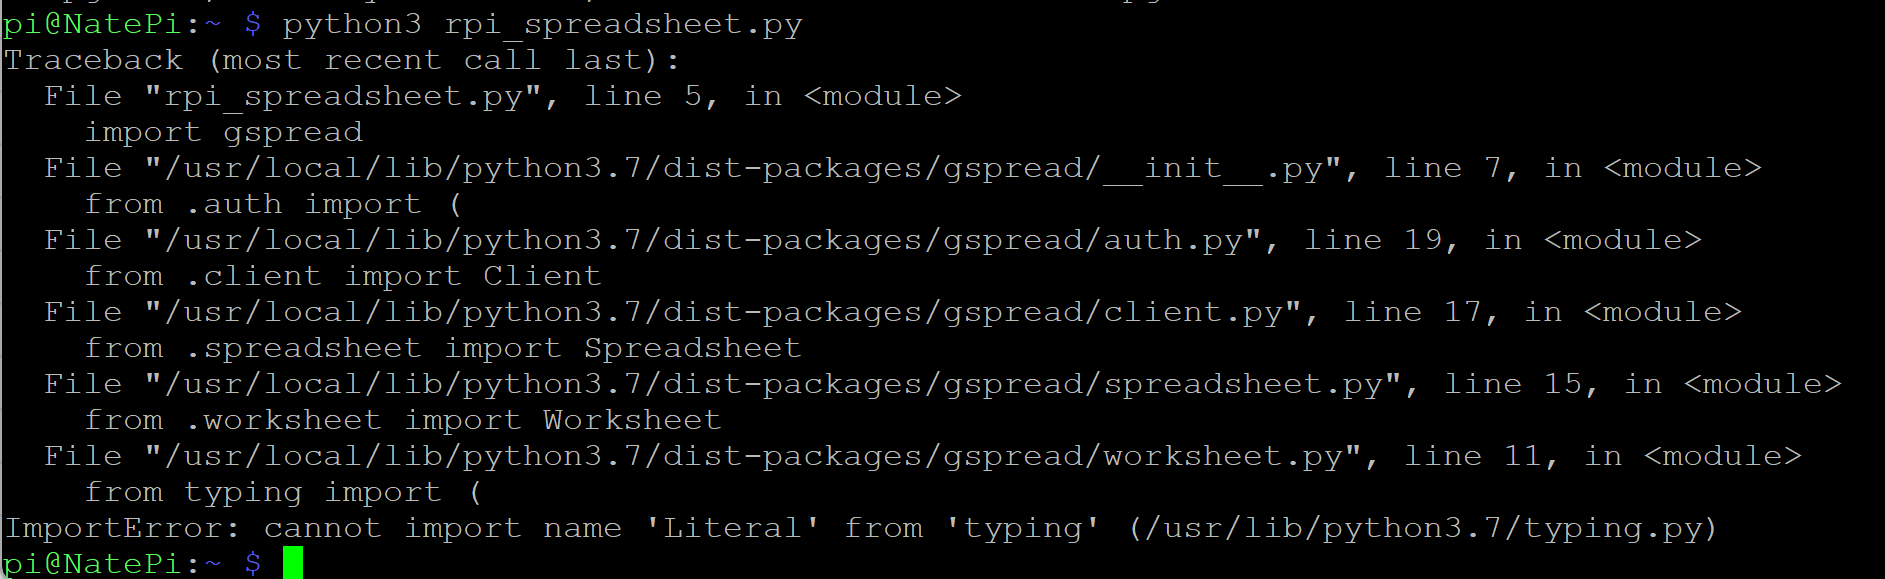 pi@NatePi:~ $ python3 rpi_spreadsheet.py
Traceback (most recent call last):
  File "rpi_spreadsheet.py", line 5, in <module>
    import gspread
  File "/usr/local/lib/python3.7/dist-packages/gspread/__init__.py", line 7, in <module>
    from .auth import (
  File "/usr/local/lib/python3.7/dist-packages/gspread/auth.py", line 19, in <module>
    from .client import Client
  File "/usr/local/lib/python3.7/dist-packages/gspread/client.py", line 17, in <module>
    from .spreadsheet import Spreadsheet
  File "/usr/local/lib/python3.7/dist-packages/gspread/spreadsheet.py", line 15, in <module>
    from .worksheet import Worksheet
  File "/usr/local/lib/python3.7/dist-packages/gspread/worksheet.py", line 11, in <module>
    from typing import (
ImportError: cannot import name 'Literal' from 'typing' (/usr/lib/python3.7/typing.py)
pi@NatePi:~ $